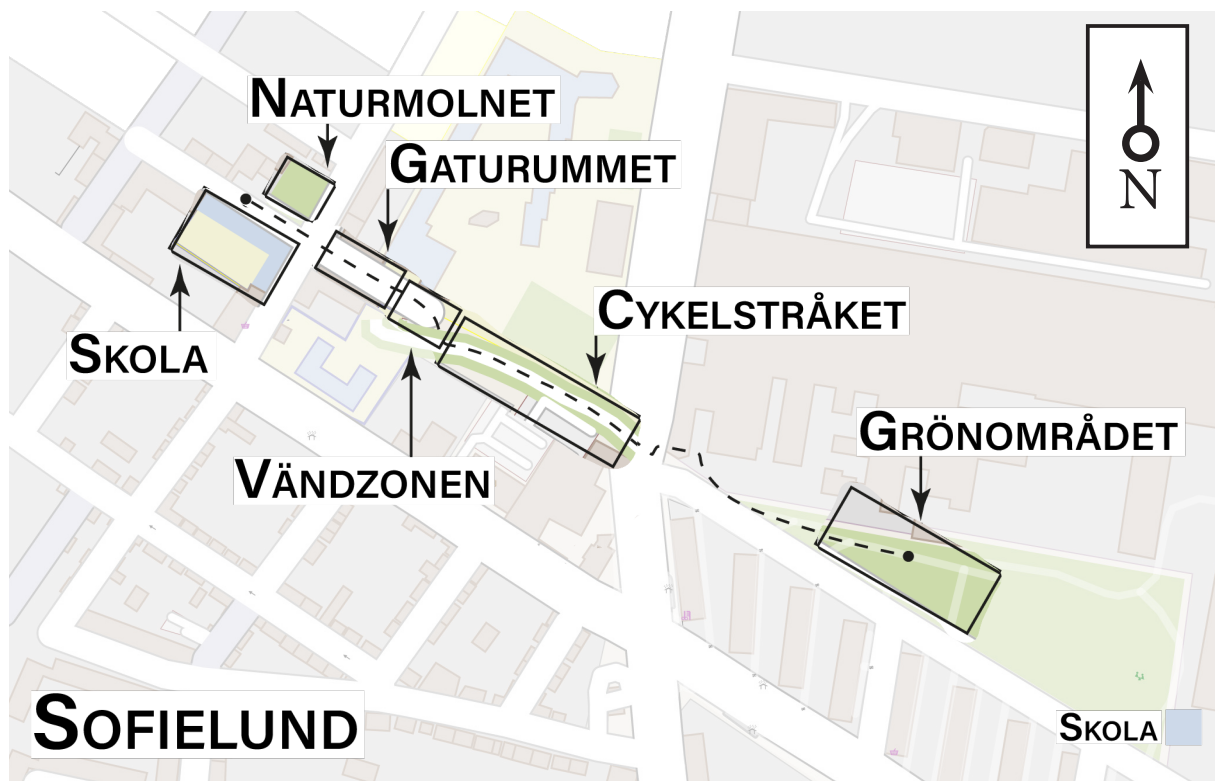 NATURMOLNET
GATURUMMET
N
CYKELSTRÅKET
SKOLA
GRÖNOMRÅDET
VÄNDZONEN
SOFIELUND
SKOLA